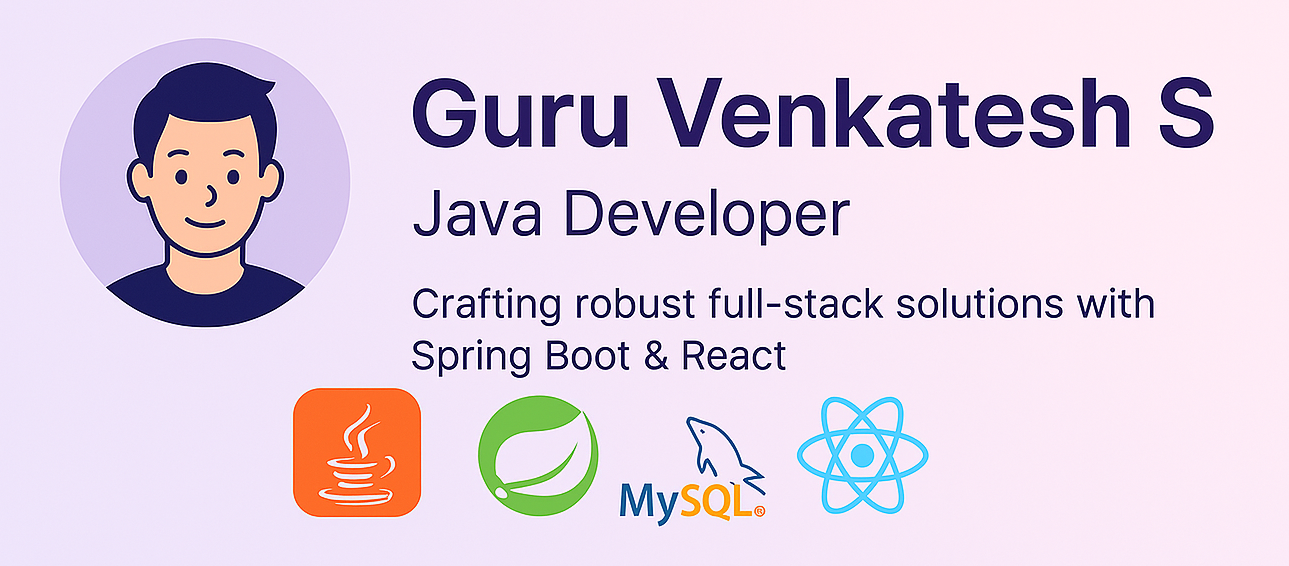 Guru Venkatesh S
Java Developer
Crafting robust full-stack solutions with
Spring Boot & React
MySQL®